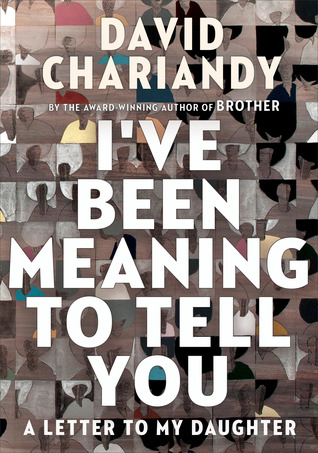 DAVID
CHARIANDY
BY THE AWARD-WINNING AUTHOR OF BROTHER
I'VE
BEEN
MEANING
TO TELL
YOU
A LETTER TO MY DAUGHTER